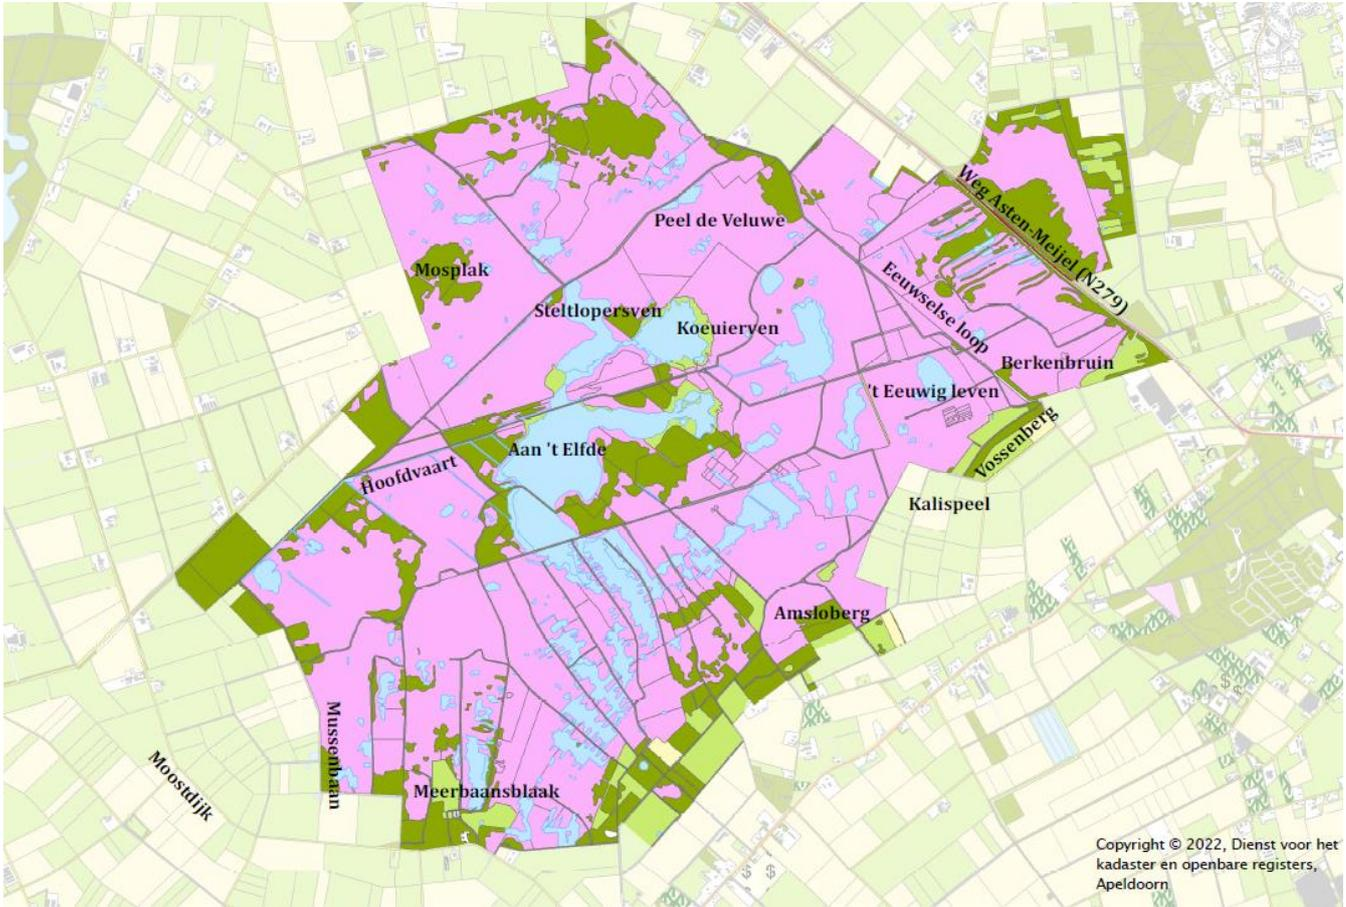 Weg Asten-Meijel (N279)
Peel de Veluwe
Mosplak
Eeuwselse loop
Steltlopersven
Koeuierven
Berkenbruin
't Eeuwig leven
Vossenberg
Aan 't Elfde
Hoofdvaart
Kalispeel
Amsloberg
Mussenbaan
Moostdijk
Meerbaansblaak
Copyright © 2022, Dienst voor het
kadaster en openbare registers,
Apeldoorn